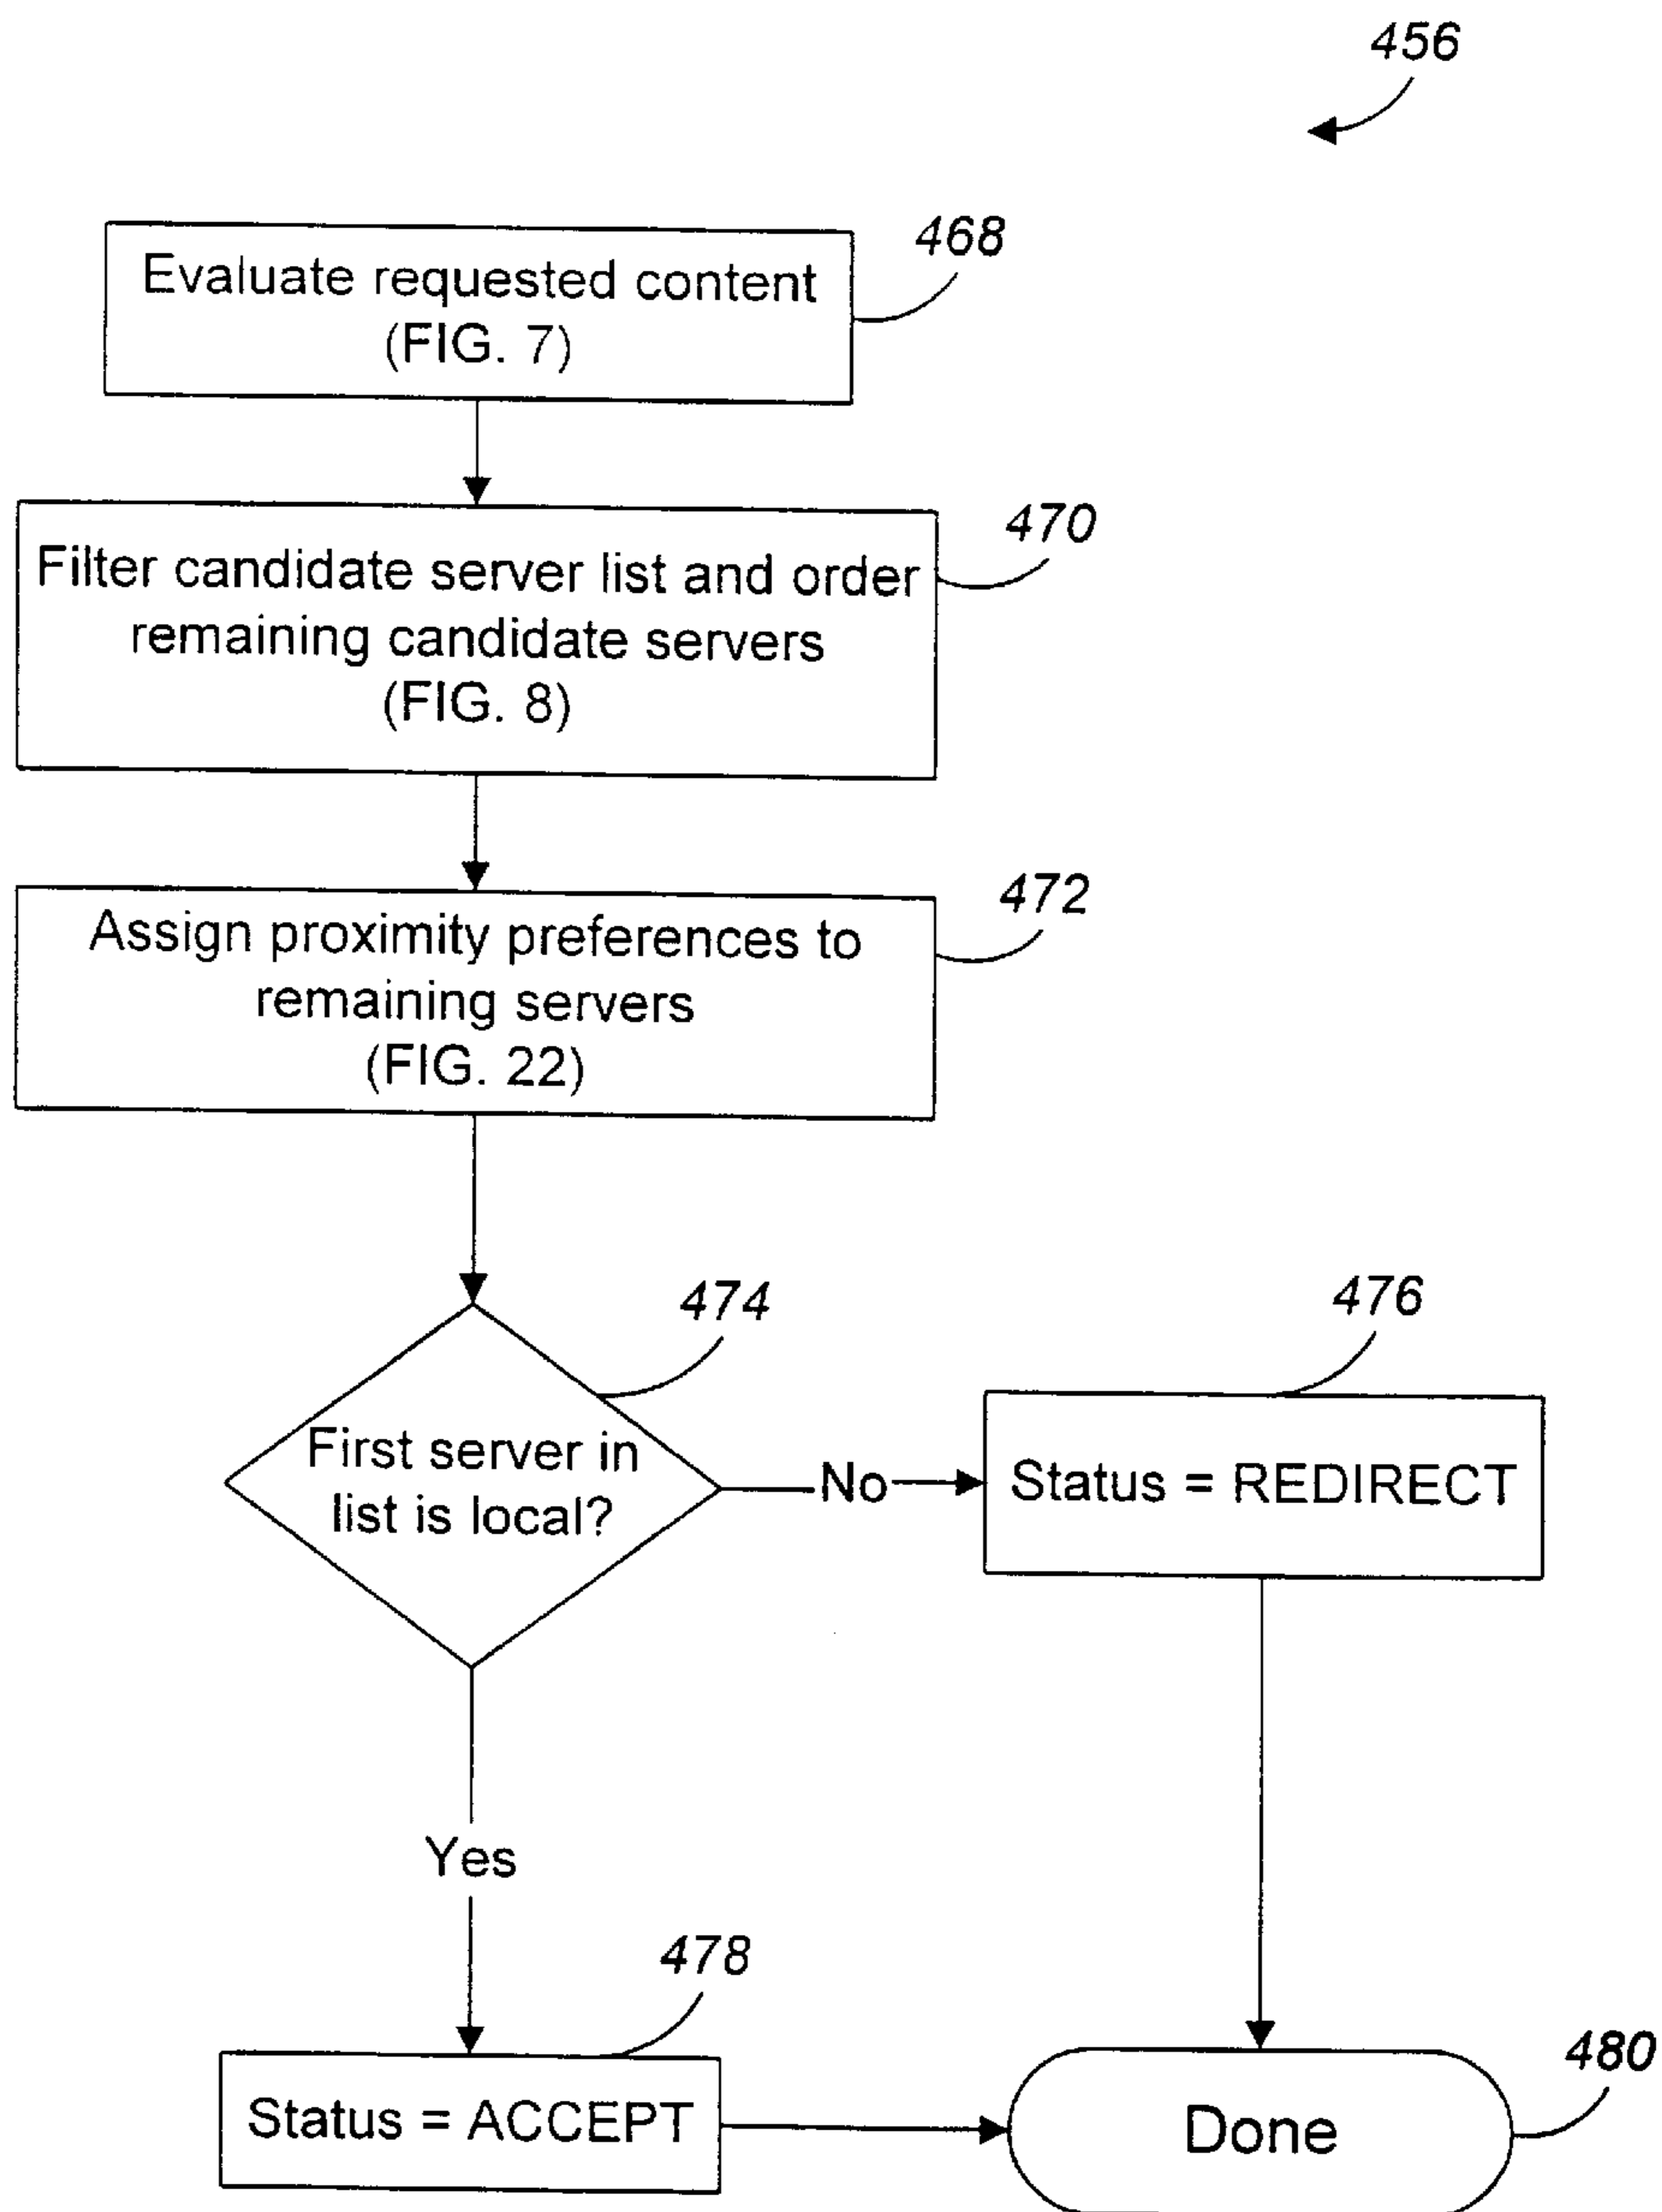 456
468
Evaluate requested content
(FIG. 7)
470
Filter candidate server list and order
remaining candidate servers
(FIG. 8)
472
Assign proximity preferences to
remaining servers
(FIG. 22)
474
476
First server in
list is local?
No
Status = REDIRECT
Yes
478
480
Status = ACCEPT
Done